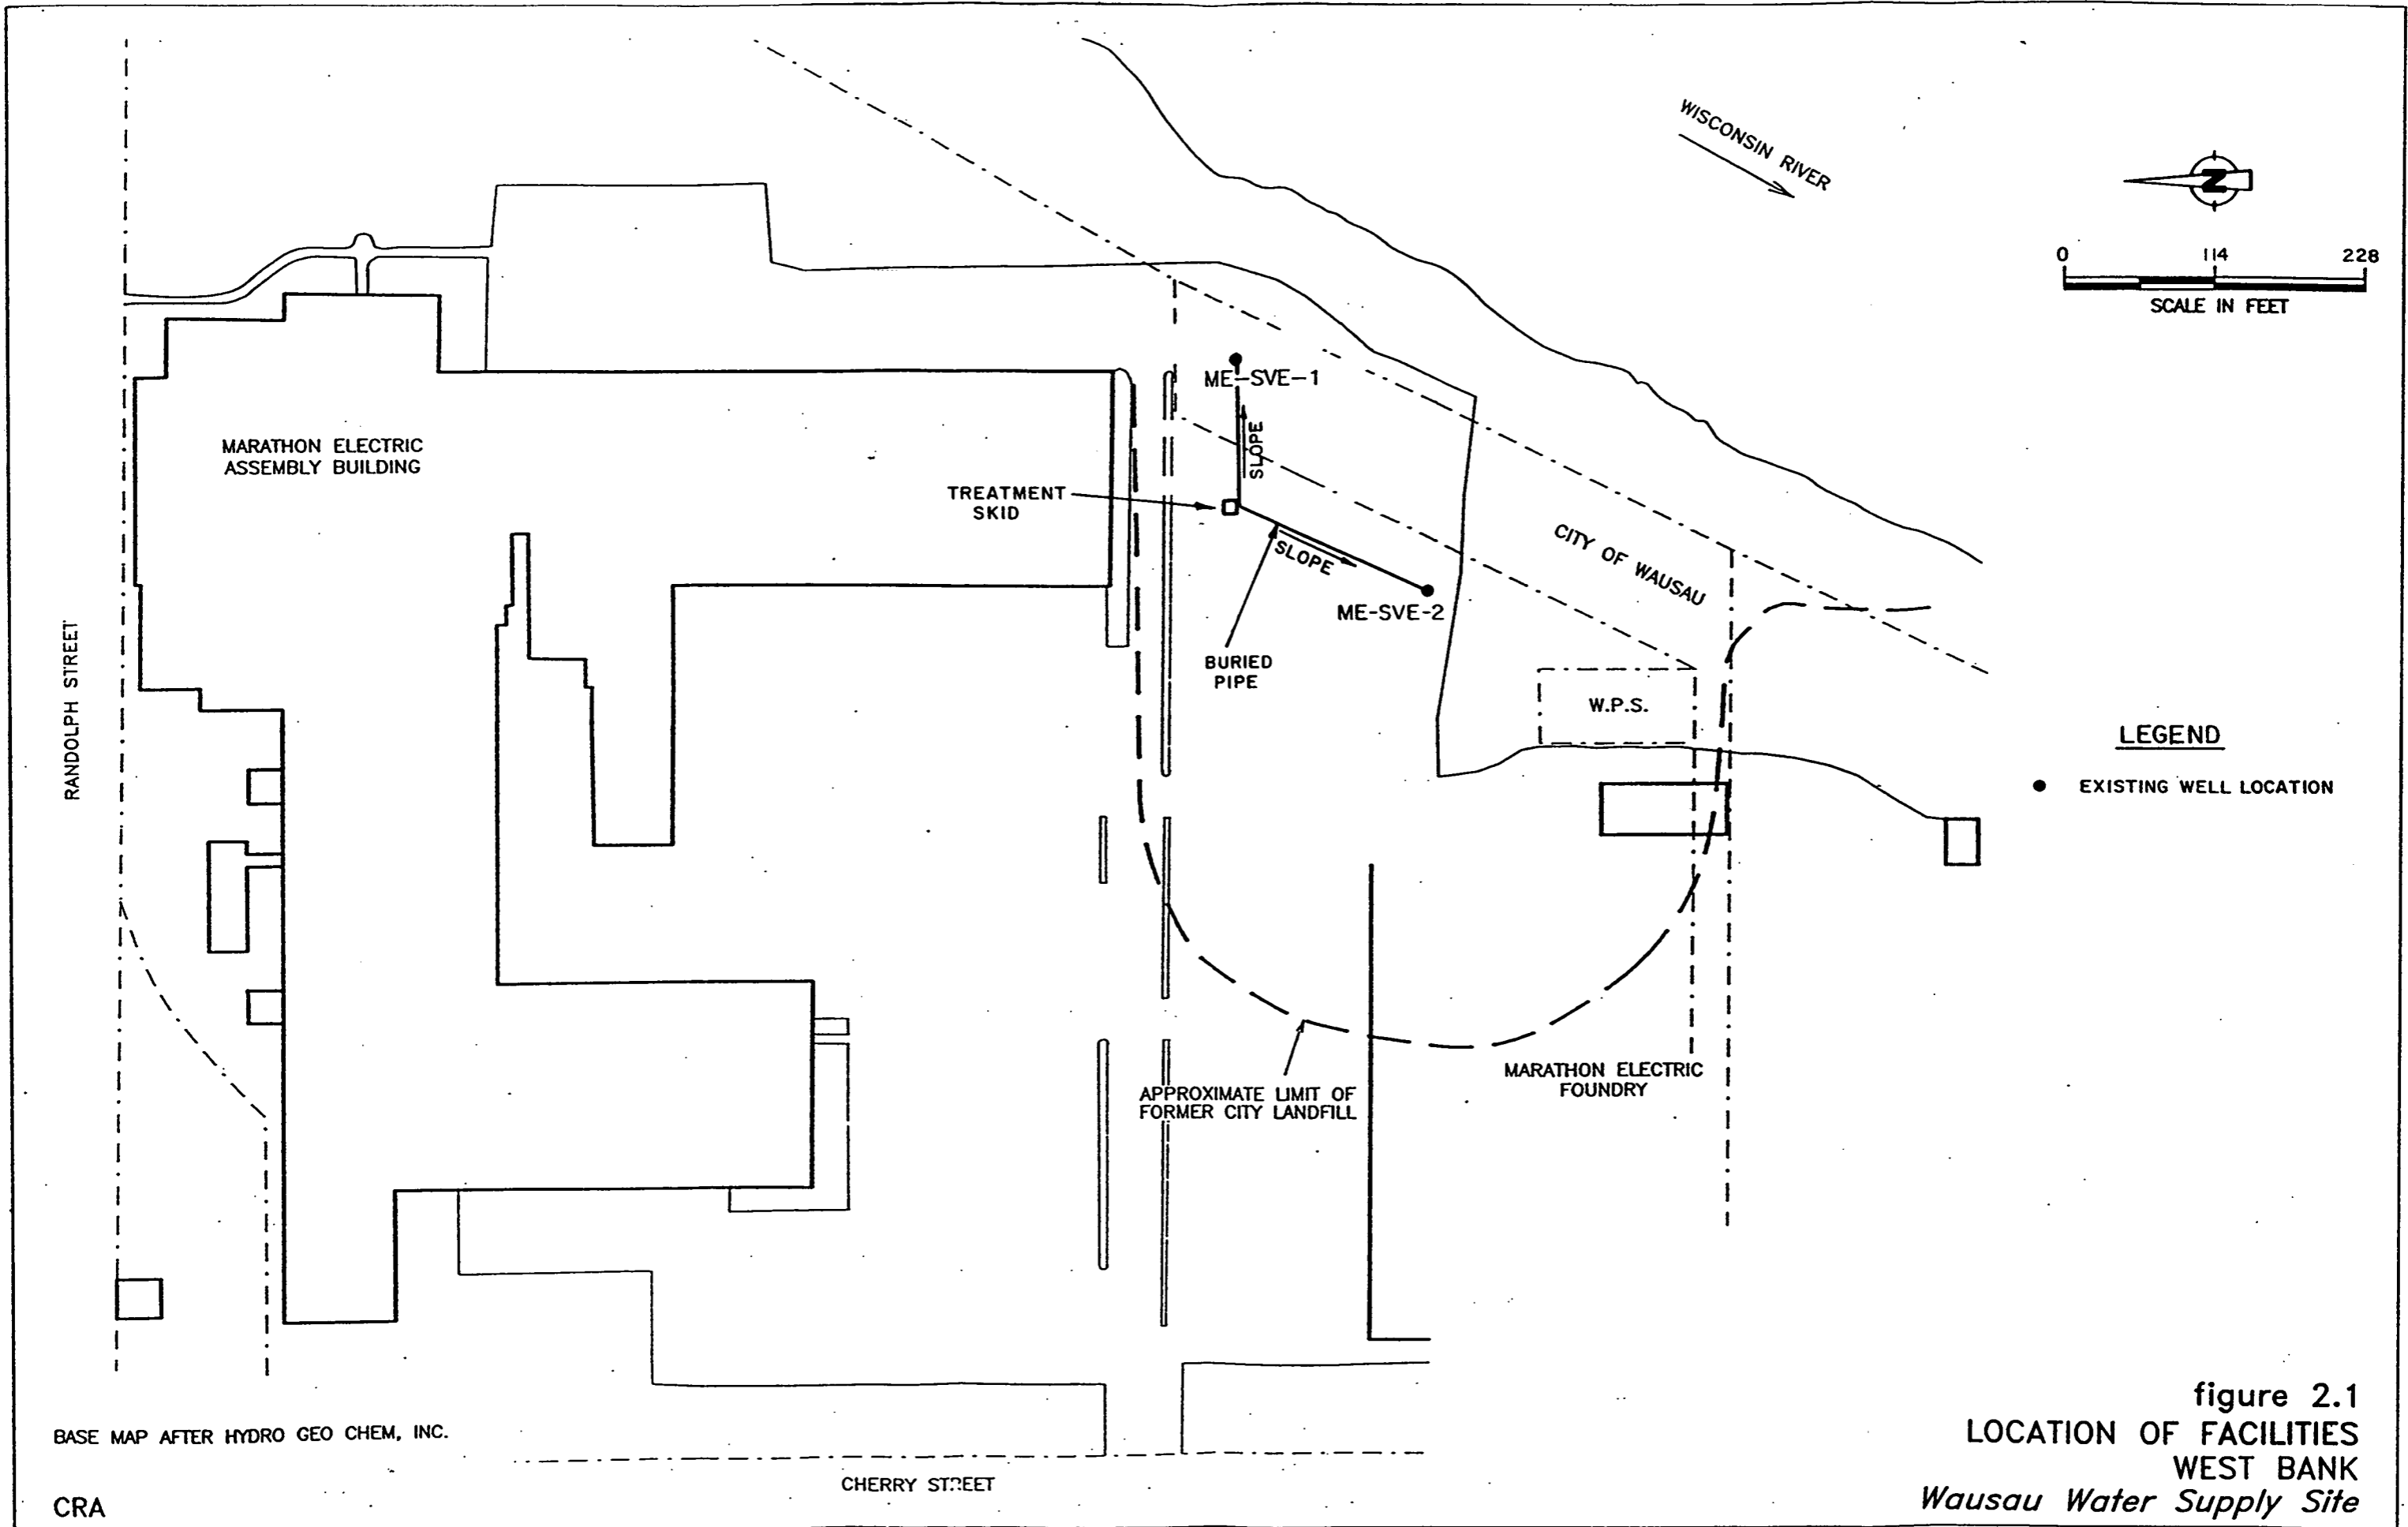 WISCONSIN RIVER
N
0 114 228
SCALE IN FEET
ME-SVE-1
SLOPE
MARATHON ELECTRIC
ASSEMBLY BUILDING
TREATMENT
SKID
SLOPE
CITY OF WAUSAU
ME-SVE-2
BURIED
PIPE
RANDOLPH STREET
W.P.S.
LEGEND
EXISTING WELL LOCATION
APPROXIMATE LIMIT OF
FORMER CITY LANDFILL
MARATHON ELECTRIC
FOUNDRY
BASE MAP AFTER HYDRO GEO CHEM, INC.
CHERRY STREET
CRA
figure 2.1
LOCATION OF FACILITIES
WEST BANK
Wausau Water Supply Site